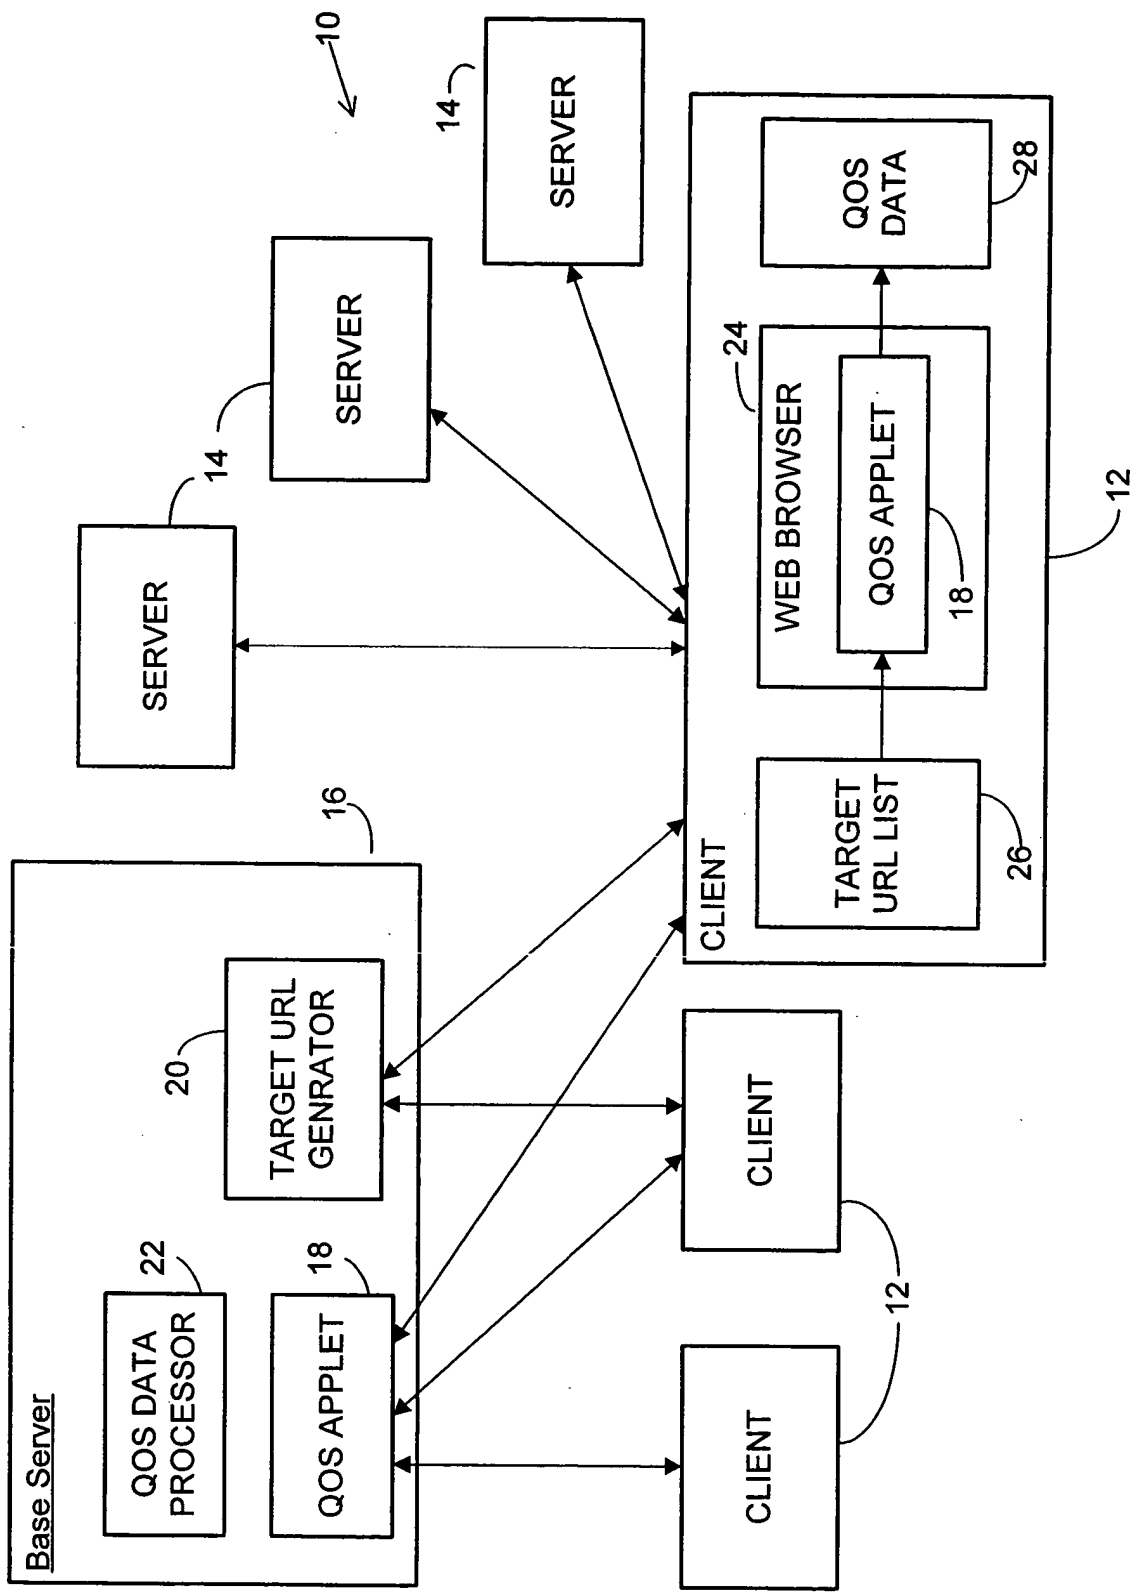 Base Server
QOS DATA
PROCESSOR
22
QOS APPLET
18
TARGET URL
GENRATOR
20
16
SERVER
14
SERVER
SERVER
14
10
CLIENT
CLIENT
12
CLIENT
TARGET
URL LIST
26
WEB BROWSER
24
QOS APPLET
18
QOS
DATA
28
12